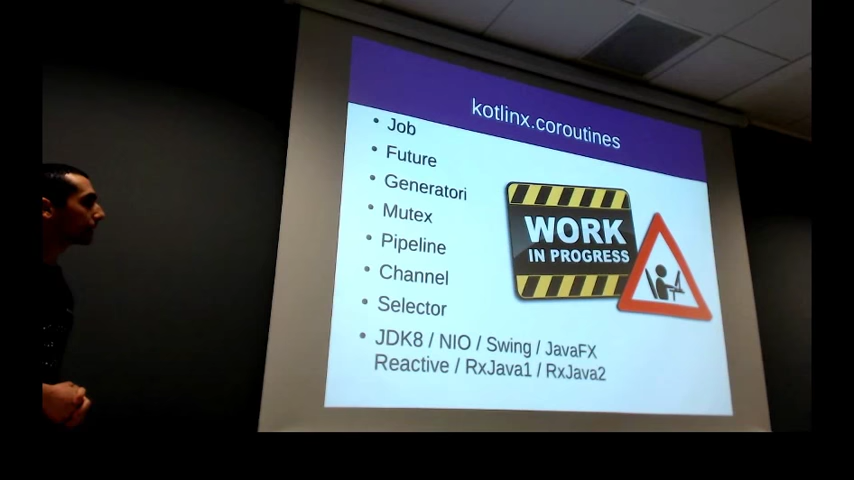 kotlinx.coroutines
• Job
• Future
• Generatori
• Mutex
• Pipeline
• Channel
• Selector
• JDK8 / NIO / Swing / JavaFX
Reactive / RxJava1 / RxJava2
WORK
IN PROGRESS